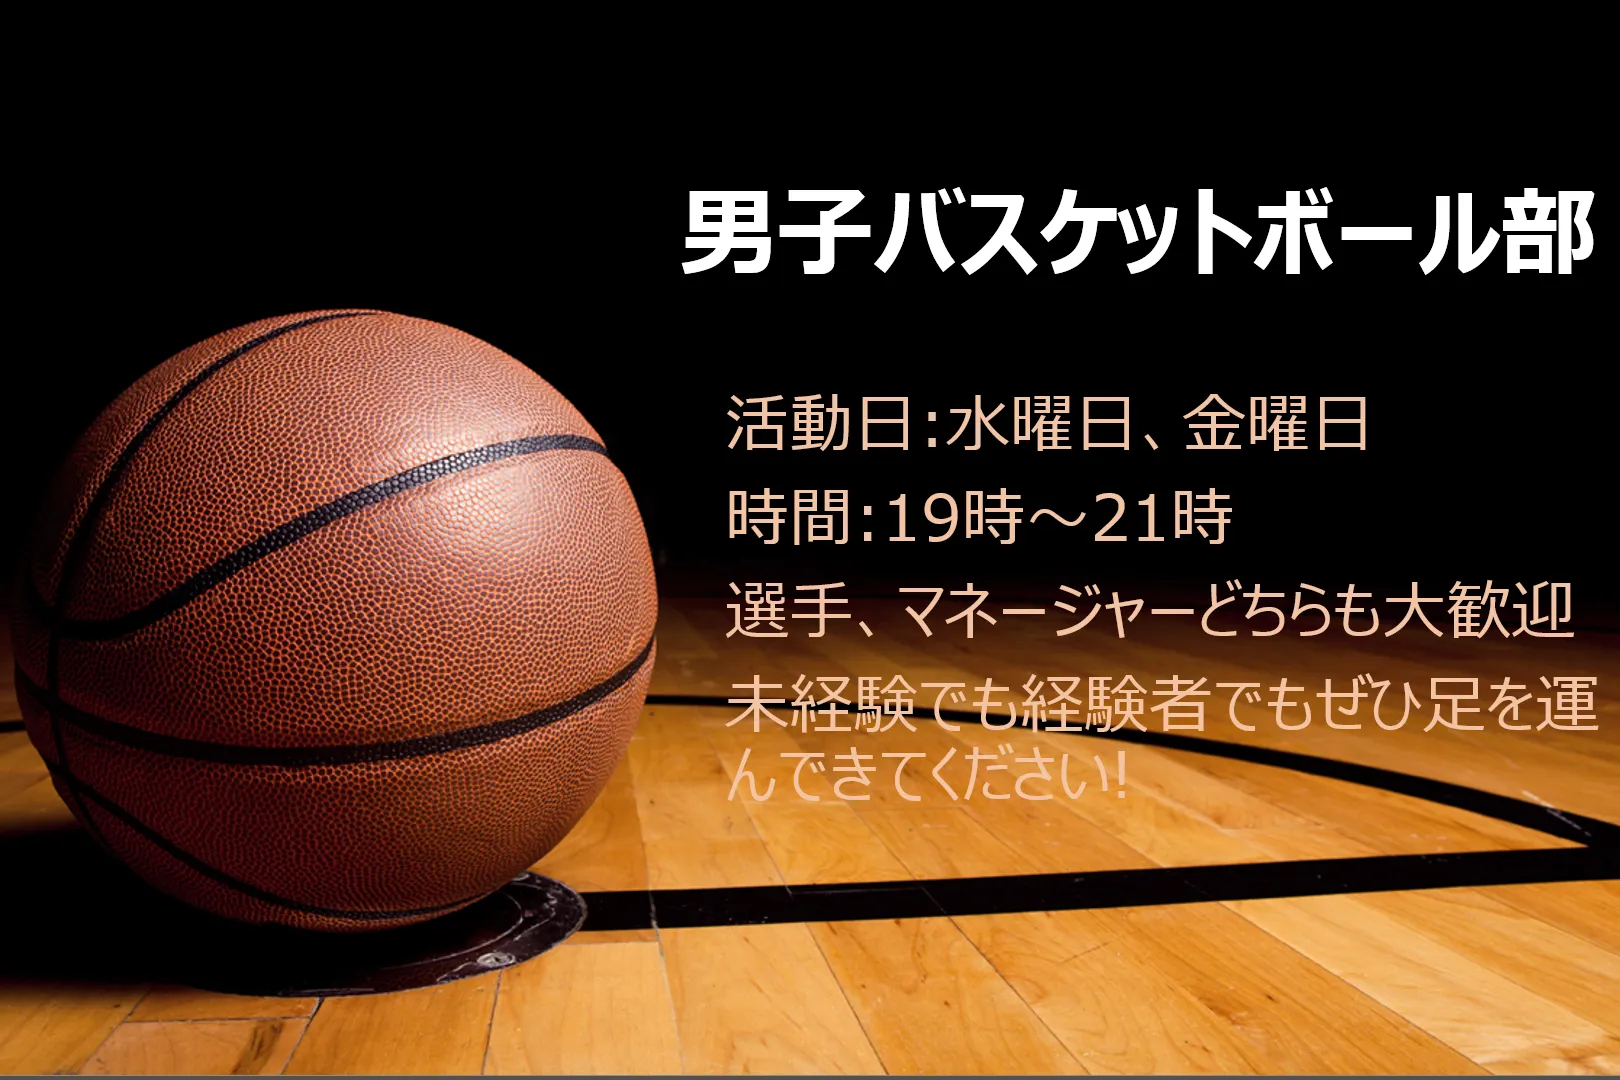 男子バスケットボール部
活動日:水曜日、金曜日
時間:19時～21時
選手、マネージャーどちらも大歓迎
未経験でも経験者でもぜひ足を運
んできてください!